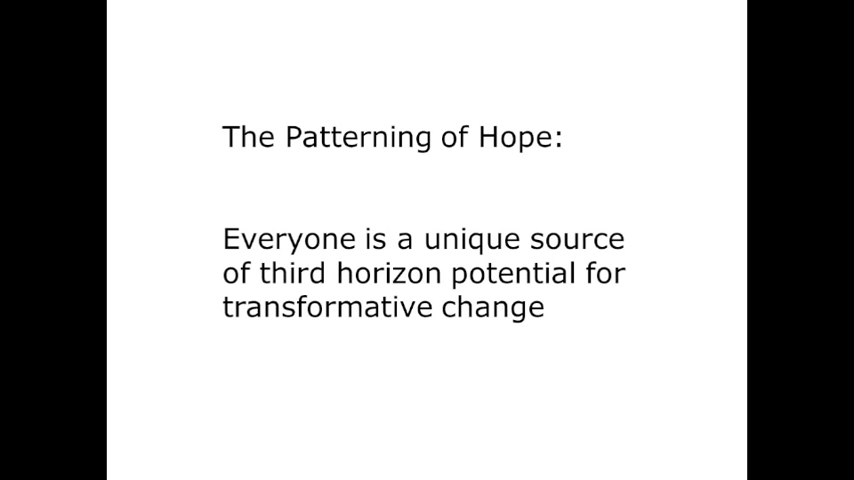 The Patterning of Hope:
Everyone is a unique source
of third horizon potential for
transformative change